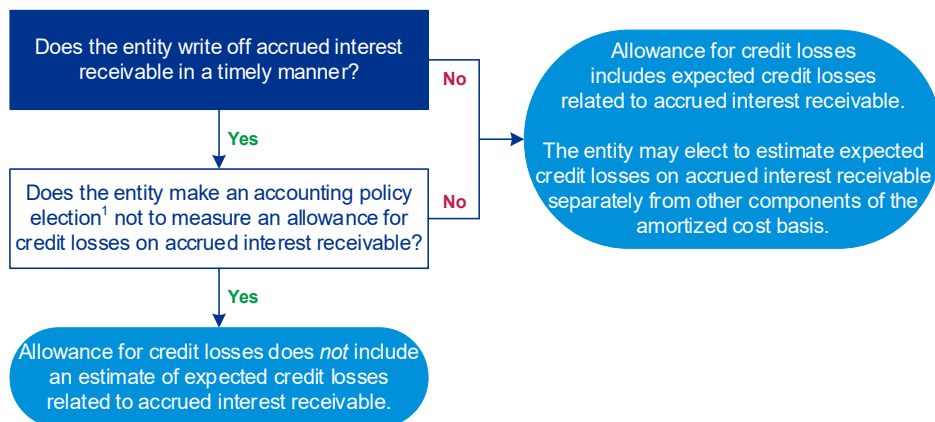 Does the entity write off accrued interest
receivable in a timely manner?
No
Yes
Does the entity make an accounting policy
election¹ not to measure an allowance for
credit losses on accrued interest receivable?
No
Yes
Allowance for credit losses does not include
an estimate of expected credit losses
related to accrued interest receivable.
Allowance for credit losses
includes expected credit losses
related to accrued interest receivable.
The entity may elect to estimate expected
credit losses on accrued interest receivable
separately from other components of the
amortized cost basis.